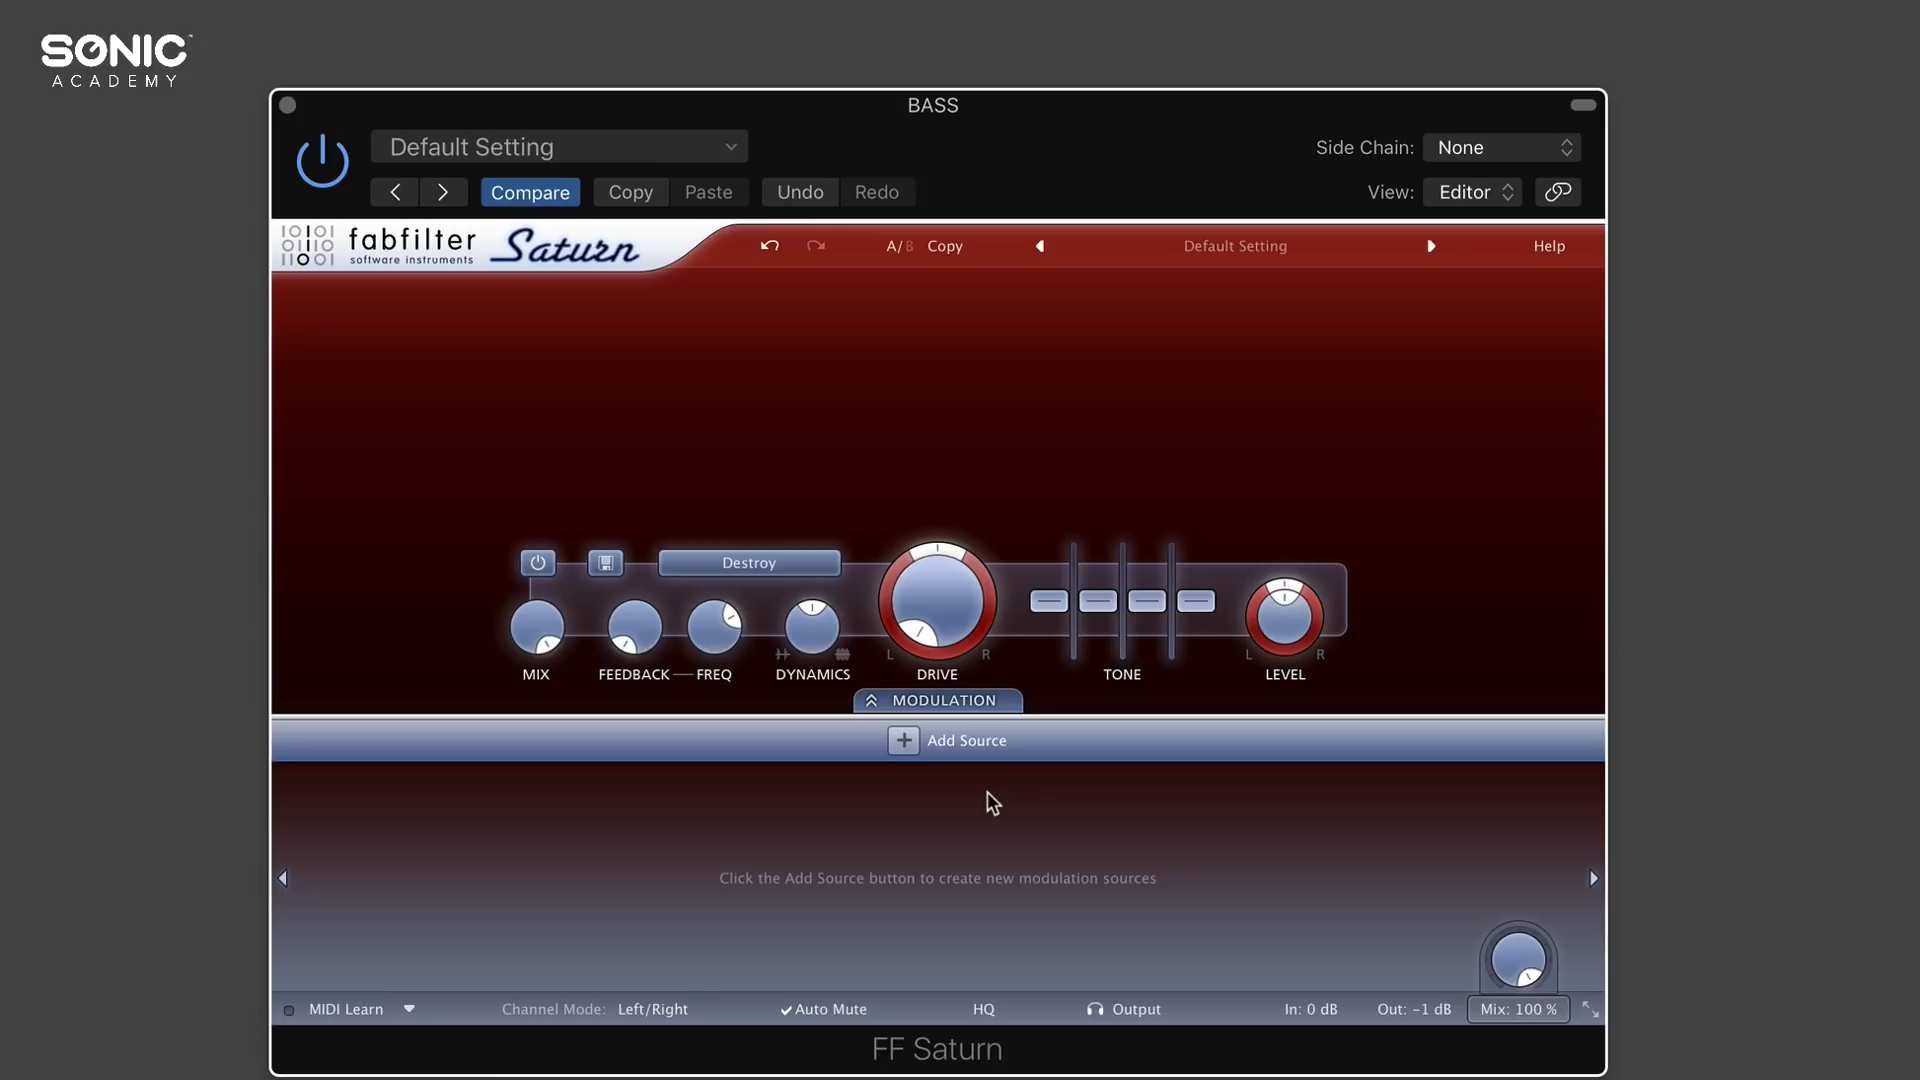 SONIC
ACADEMY
BASS
Default Setting
Side Chain: None
Compare Copy Paste Undo Redo
View: Editor
fabfilter Saturn
software instruments
A/B Copy Default Setting Help
Destroy
L R L R
MIX FEEDBACK FREQ DYNAMICS DRIVE TONE LEVEL
MODULATION
+ Add Source
Click the Add Source button to create new modulation sources
MIDI Learn Channel Mode: Left/Right Auto Mute HQ Output In: 0 dB Out: -1 dB Mix: 100 %
FF Saturn